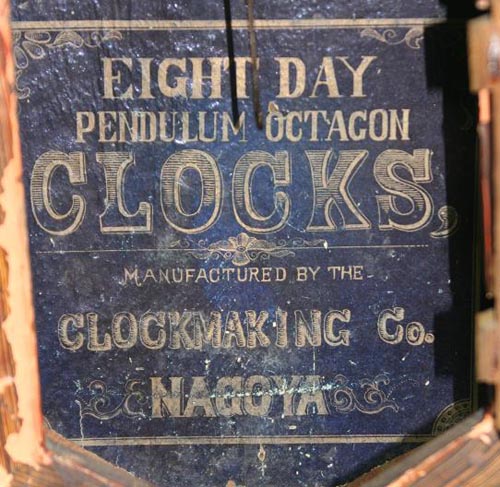 EIGHT DAY
PENDULUM OCTAGON
CLOCKS,
MANUFACTURED BY THE
CLOCKMAKING Co.
NAGOYA